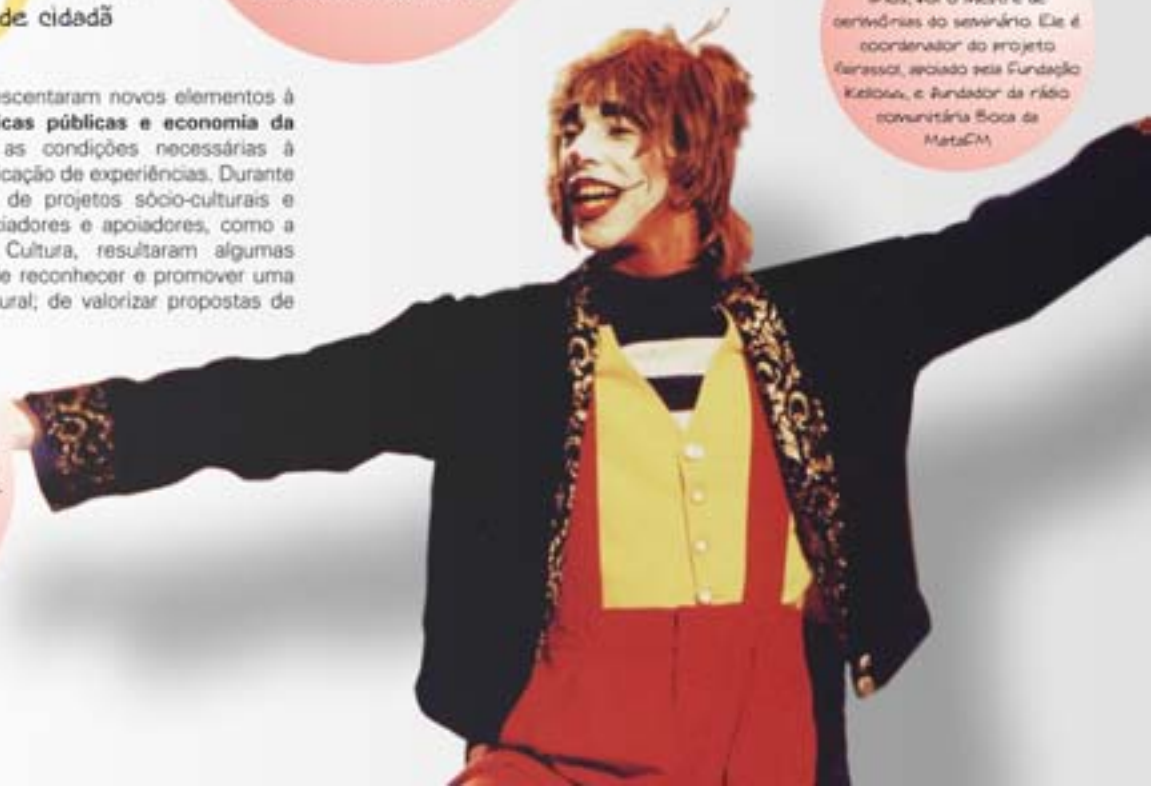 de cidadã
escentaram novos elementos à
icas públicas e economia da
as condições necessárias à
cação de experiências. Durante
de projetos sócio-culturais e
ciadores e apoiadores, como a
Cultura, resultaram algumas
e reconhecer e promover uma
ural; de valorizar propostas de
cerimônias do seminário. Ele é
coordenador do projeto
apoiado pela Fundação
Kellogg, e fundador da rádio
comunitária Boca da
MataFM